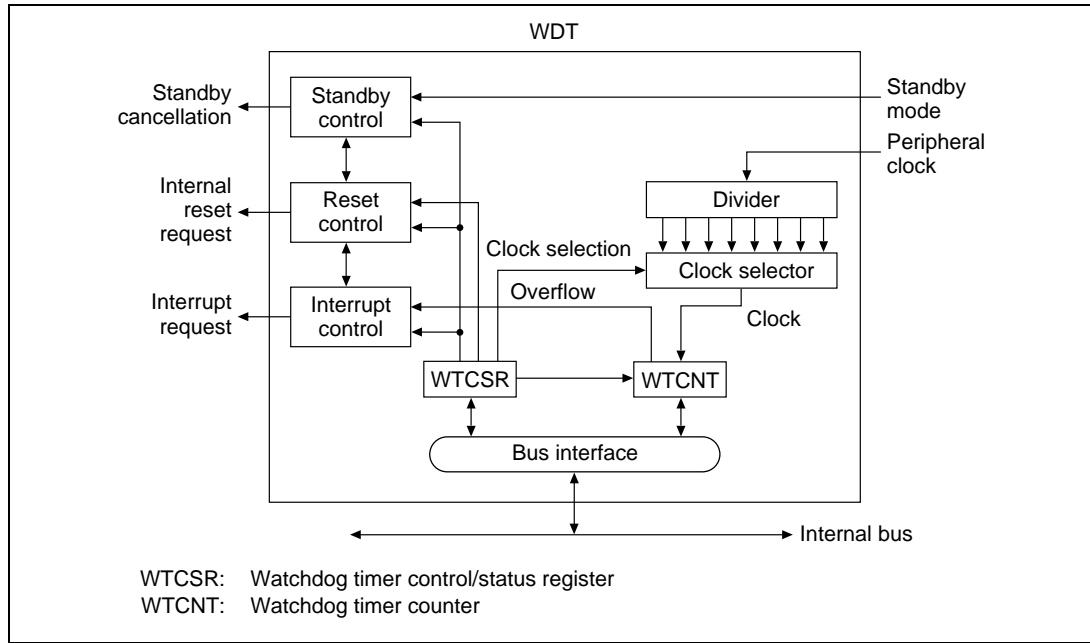 WDT
Standby
cancellation
Standby
control
Standby
mode
Peripheral
clock
Internal
reset
request
Reset
control
Divider
Clock selection
Clock selector
Interrupt
request
Interrupt
control
Overflow
Clock
WTCSR
WTCNT
Bus interface
Internal bus
WTCSR: Watchdog timer control/status register
WTCNT: Watchdog timer counter